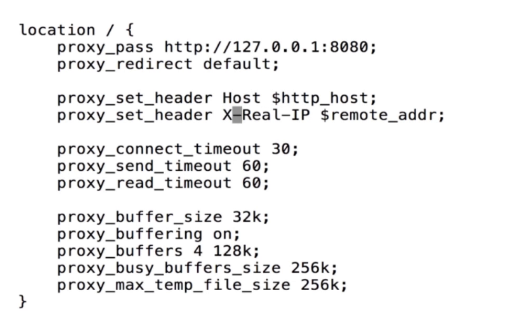 location / {
    proxy_pass http://127.0.0.1:8080;
    proxy_redirect default;

    proxy_set_header Host $http_host;
    proxy_set_header X-Real-IP $remote_addr;

    proxy_connect_timeout 30;
    proxy_send_timeout 60;
    proxy_read_timeout 60;

    proxy_buffer_size 32k;
    proxy_buffering on;
    proxy_buffers 4 128k;
    proxy_busy_buffers_size 256k;
    proxy_max_temp_file_size 256k;
}